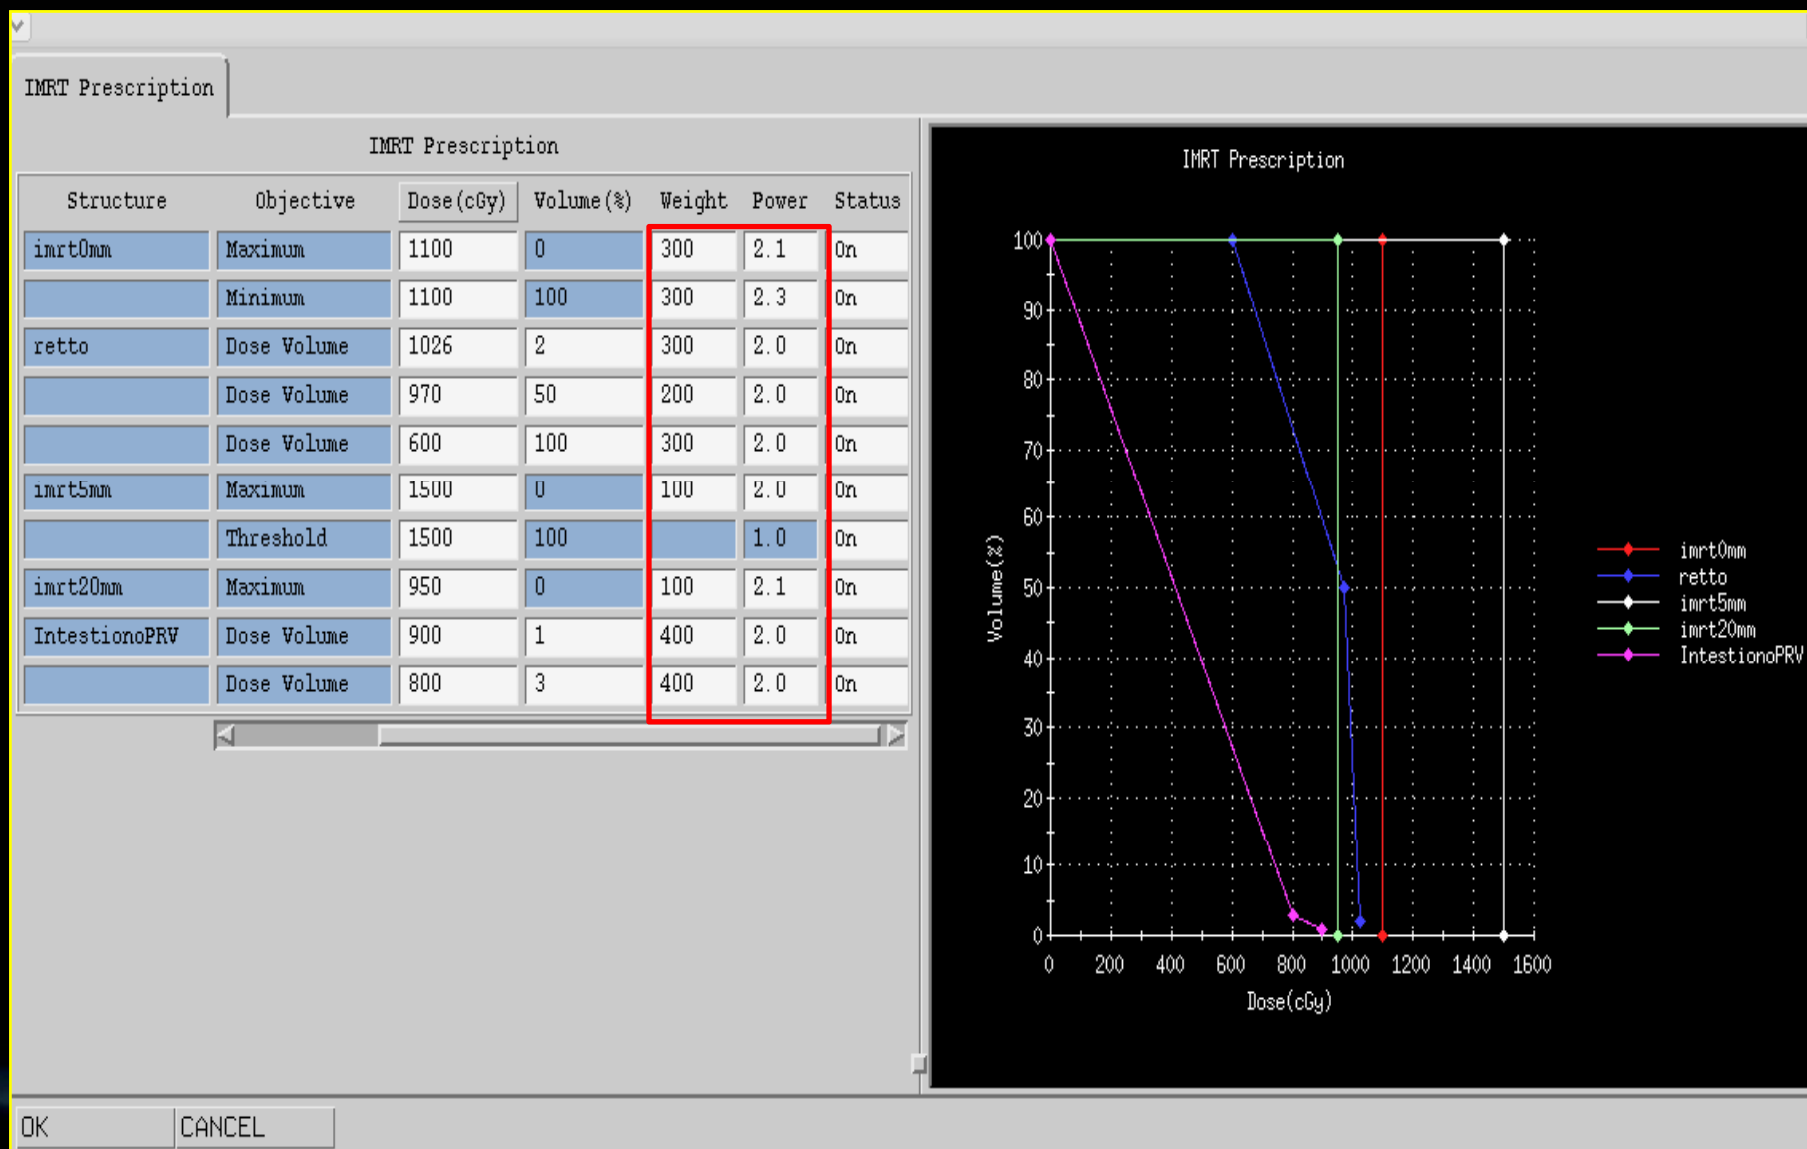 IMRT Prescription
IMRT Prescription
Structure Objective Dose(cGy) Volume(%) Weight Power Status
imrt0mm Maximum 1100 0 300 2.1 On
Minimum 1100 100 300 2.3 On
retto Dose Volume 1026 2 300 2.0 On
Dose Volume 970 50 200 2.0 On
Dose Volume 600 100 300 2.0 On
imrt5mm Maximum 1500 0 100 2.0 On
Threshold 1500 100 1.0 On
imrt20mm Maximum 950 0 100 2.1 On
IntestionoPRV Dose Volume 900 1 400 2.0 On
Dose Volume 800 3 400 2.0 On
OK CANCEL
IMRT Prescription
100
90
80
70
60
50
40
30
20
10
0
Volume(%)
0 200 400 600 800 1000 1200 1400 1600
Dose(cGy)
imrt0mm
retto
imrt5mm
imrt20mm
IntestionoPRV